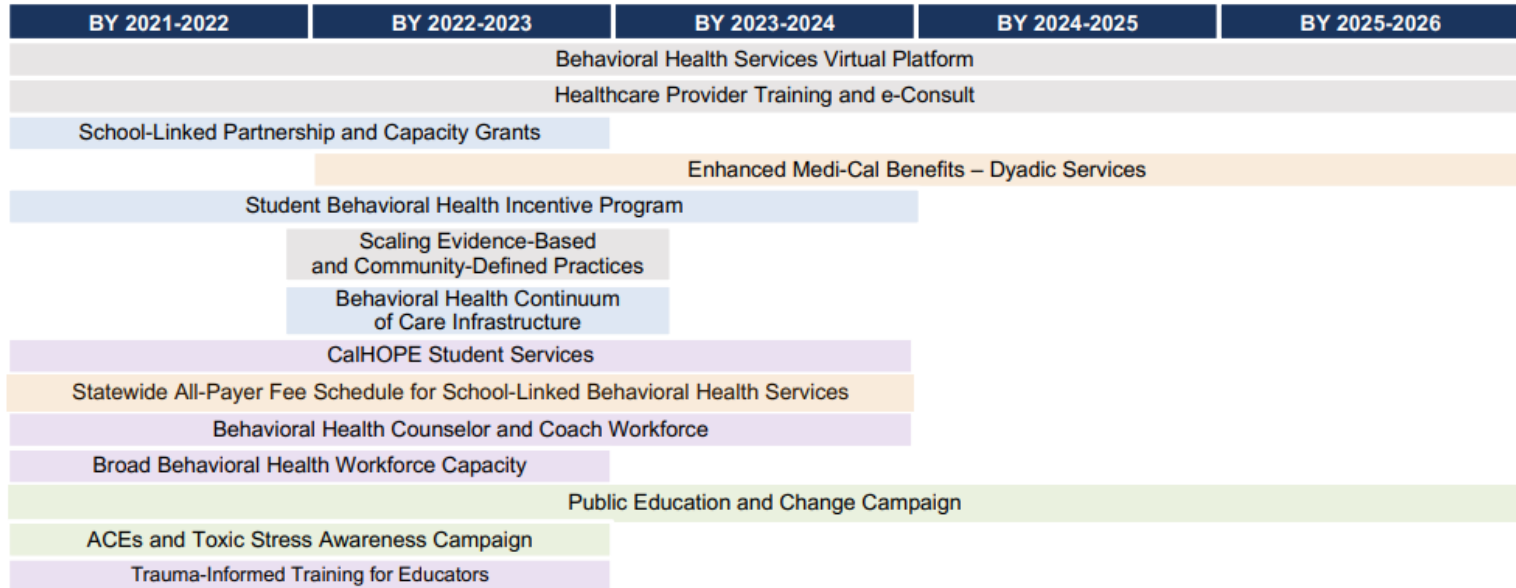 BY 2021-2022 BY 2022-2023 BY 2023-2024 BY 2024-2025 BY 2025-2026
Behavioral Health Services Virtual Platform
Healthcare Provider Training and e-Consult
School-Linked Partnership and Capacity Grants
Enhanced Medi-Cal Benefits – Dyadic Services
Student Behavioral Health Incentive Program
Scaling Evidence-Based
and Community-Defined Practices
Behavioral Health Continuum
of Care Infrastructure
CalHOPE Student Services
Statewide All-Payer Fee Schedule for School-Linked Behavioral Health Services
Behavioral Health Counselor and Coach Workforce
Broad Behavioral Health Workforce Capacity
Public Education and Change Campaign
ACEs and Toxic Stress Awareness Campaign
Trauma-Informed Training for Educators